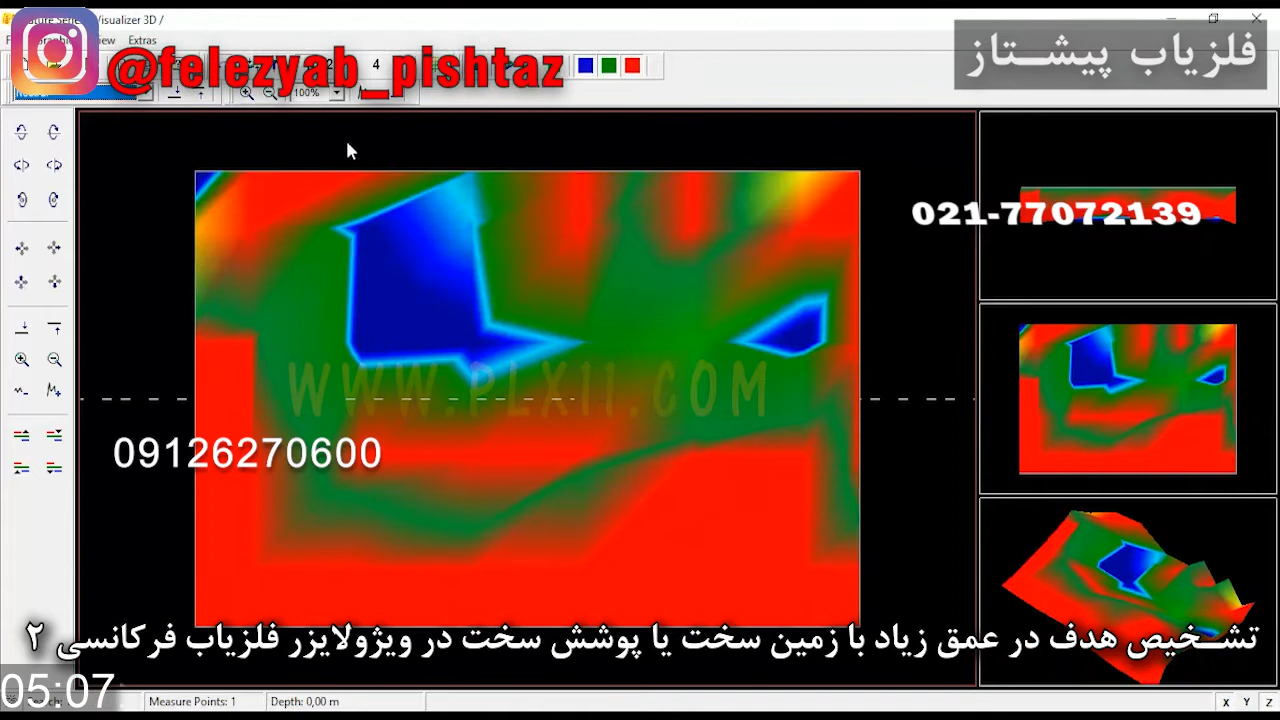 Visualizer 3D /
Extras
@felezyab_pishtaz
فلزیاب پیشتاز
4
100%
021-77072139
WWW.PLX11.COM
09126270600
تشخیص هدف در عمق زیاد با زمین سخت یا پوشش سخت در ویژولایزر فلزیاب فرکانسی ۲
05:07
Measure Points: 1
Depth: 0,00 m
X Y Z